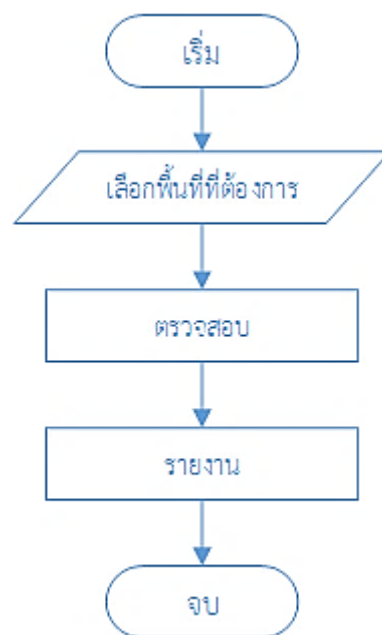 เริ่ม
เลือกพื้นที่ที่ต้องการ
ตรวจสอบ
รายงาน
จบ